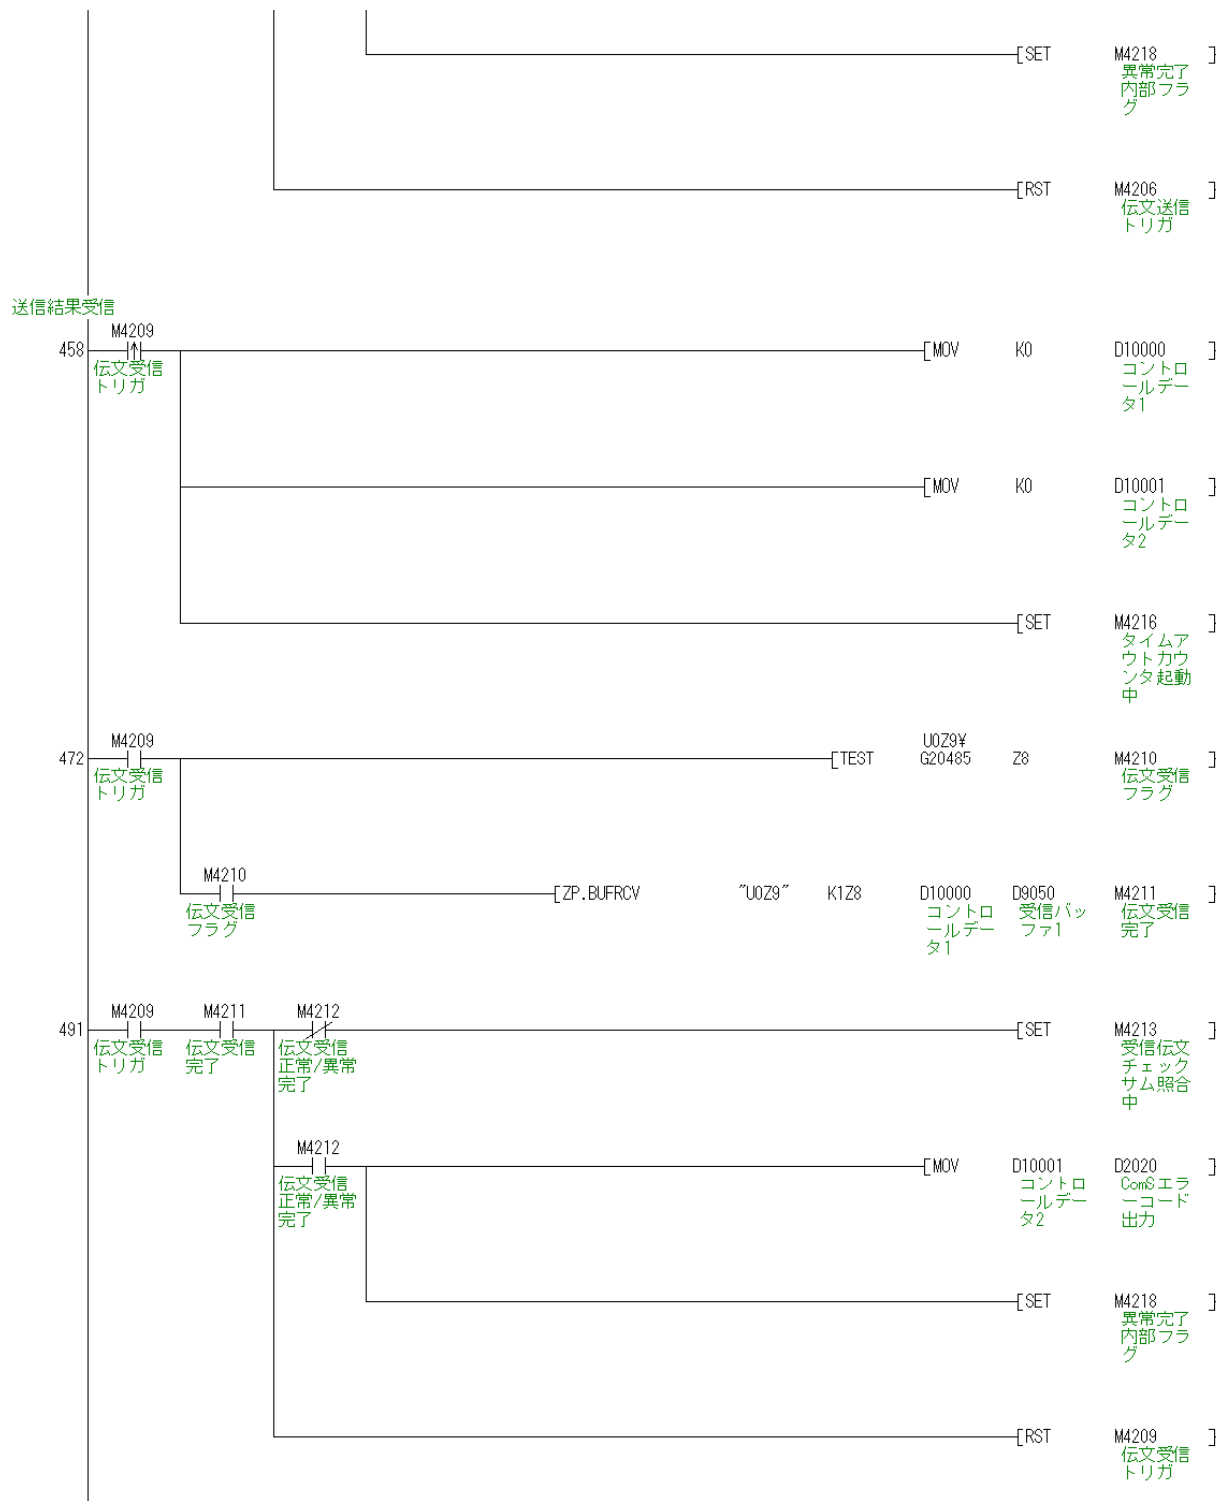 [SET M4218 ]
異常完了
内部フラ
グ
[RST M4206 ]
伝文送信
トリガ
送信結果受信
M4209
458 [MOV K0 D10000 ]
伝文受信 コントロ
トリガ ールデー
タ1
[MOV K0 D10001 ]
コントロ
ールデー
タ2
[SET M4216 ]
タイムア
ウトカウ
ンタ起動
中
M4209 U0Z9¥
472 [TEST G20485 Z8 M4210 ]
伝文受信 伝文受信
トリガ フラグ
M4210
[ZP.BUFRCV "U0Z9" K1Z8 D10000 D9050 M4211 ]
伝文受信 コントロ 受信バッ 伝文受信
フラグ ールデー ファ1 完了
タ1
M4209 M4211 M4212
491 [SET M4213 ]
伝文受信 伝文受信 伝文受信 受信伝文
トリガ 完了 正常/異常 チェック
完了 サム照合
中
M4212
[MOV D10001 D2020 ]
伝文受信 コントロ ComSエラ
正常/異常 ールデー ーコード
完了 タ2 出力
[SET M4218 ]
異常完了
内部フラ
グ
[RST M4209 ]
伝文受信
トリガ